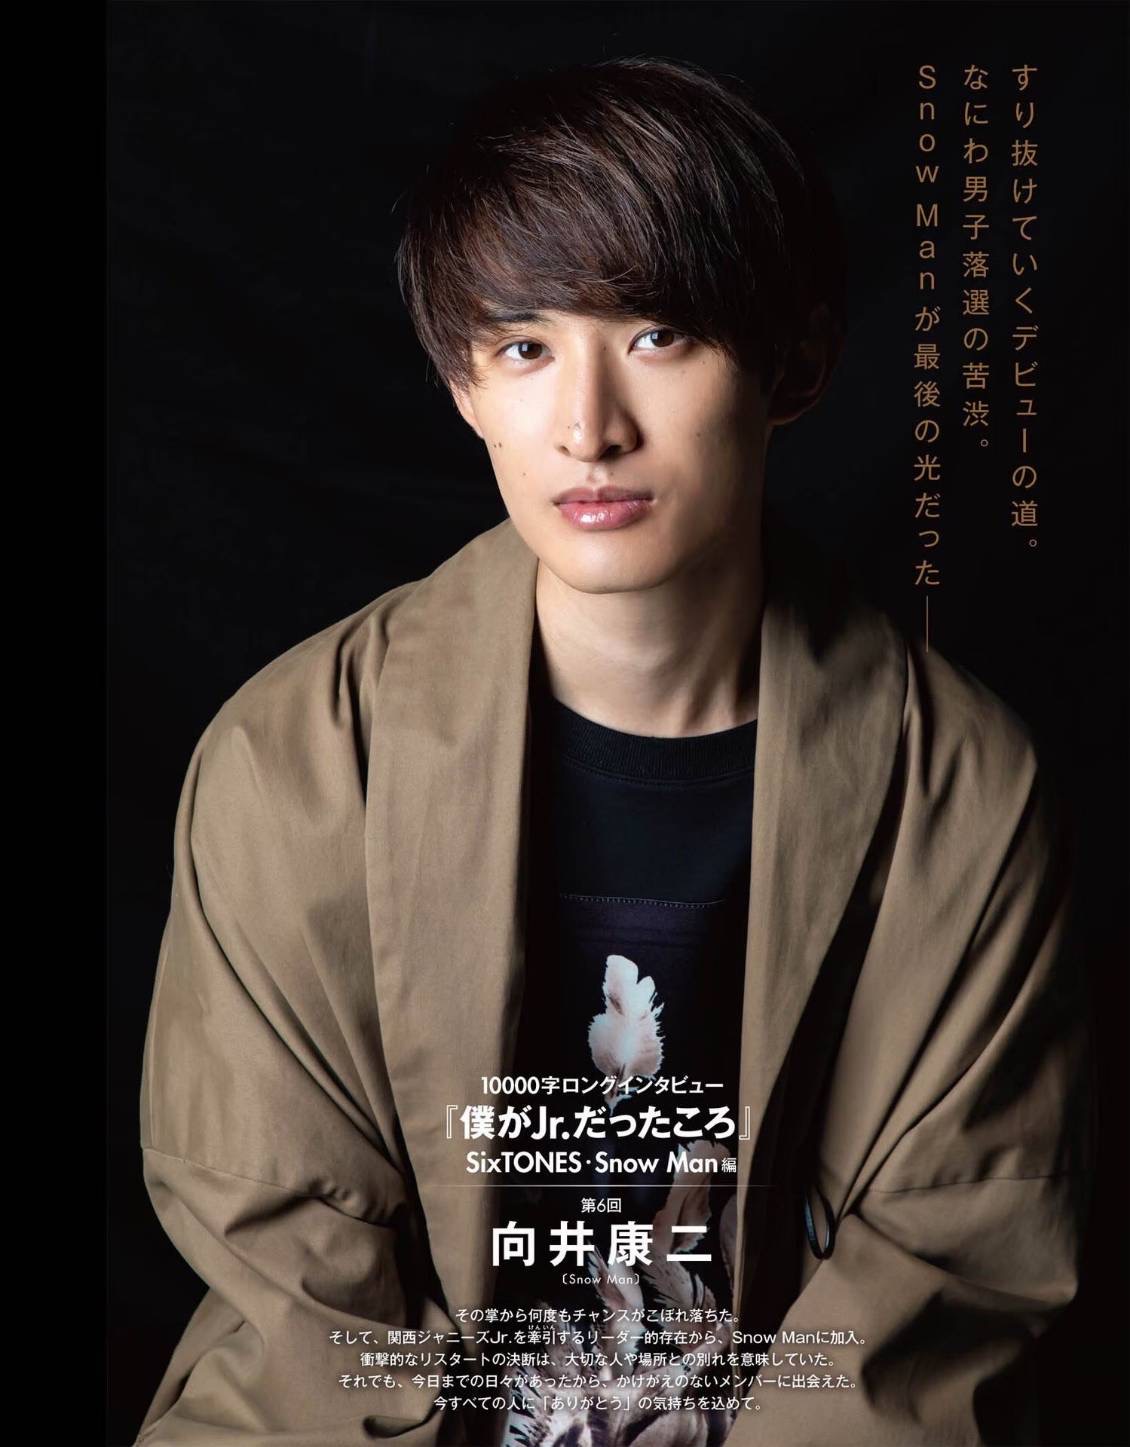 すり抜けていくデビューの道。
なにわ男子落選の苦渋。
Snow Manが最後の光だった——
10000字ロングインタビュー
『僕がJr.だったころ』
SixTONES・Snow Man編
第6回
向井康二
〔Snow Man〕
その掌から何度もチャンスがこぼれ落ちた。
けんいん
そして、関西ジャニーズJr.を牽引するリーダー的存在から、Snow Manに加入。
衝撃的なリスタートの決断は、大切な人や場所との別れを意味していた。
それでも、今日までの日々があったから、かけがえのないメンバーに出会えた。
今すべての人に「ありがとう」の気持ちを込めて。